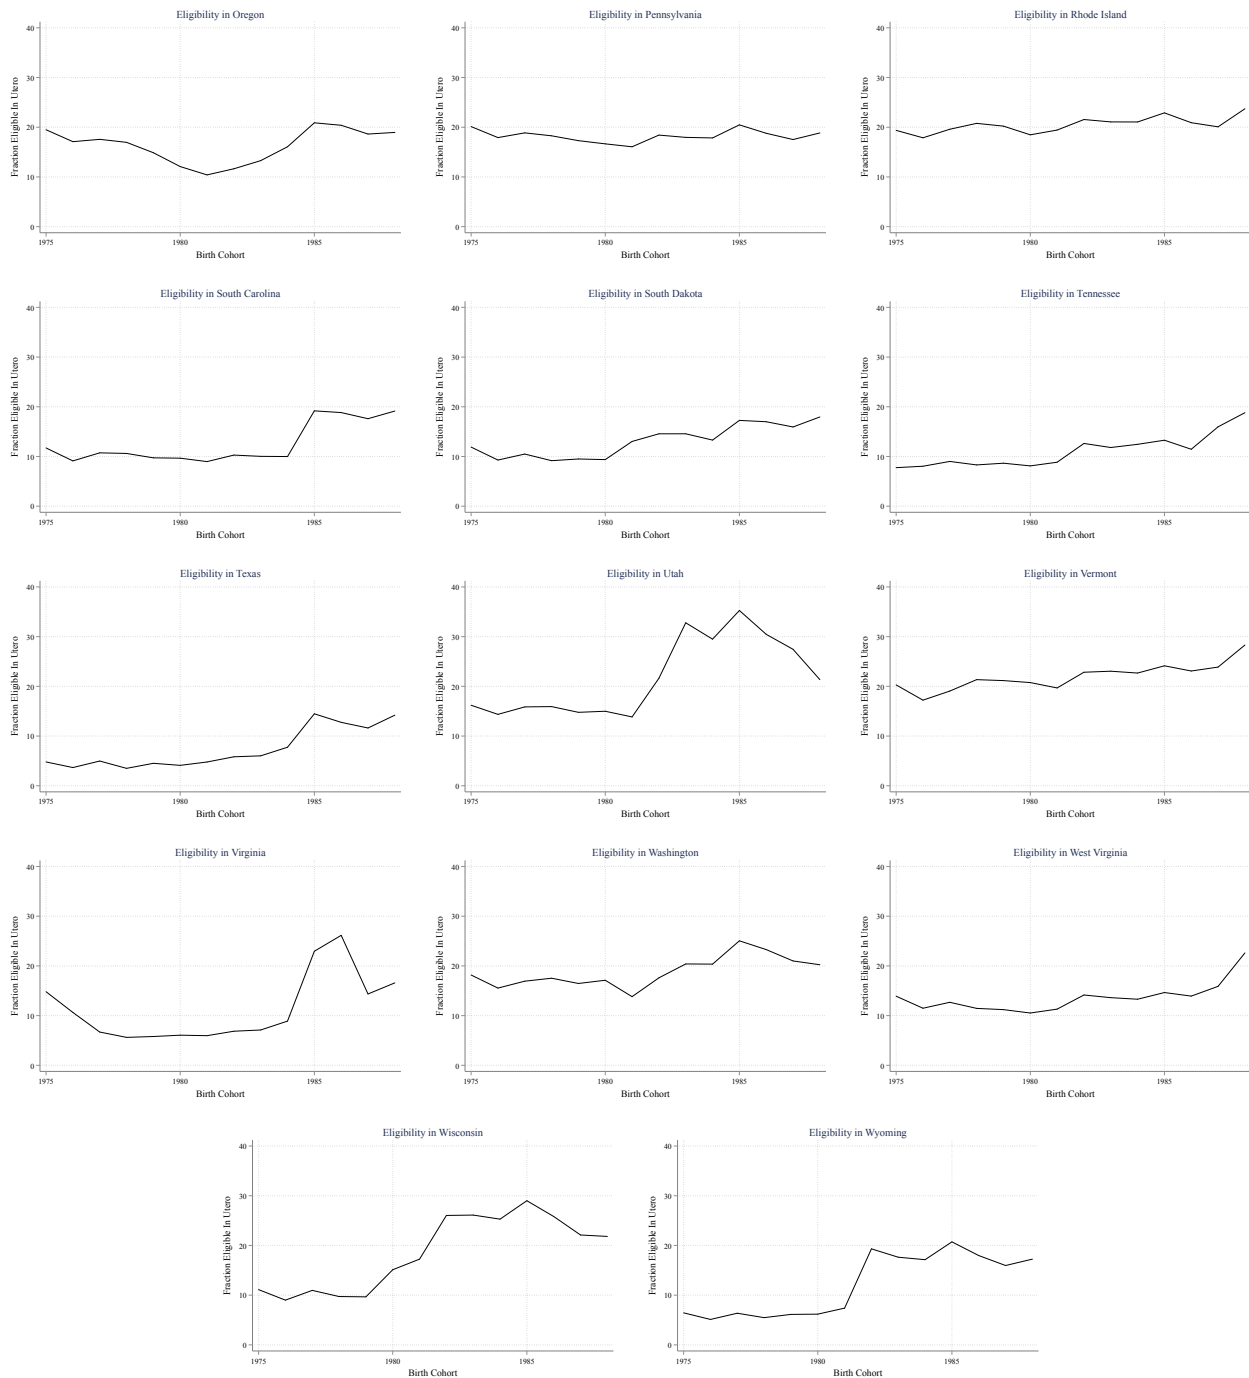 Eligibility in Oregon
40
30
20
10
0
Fraction Eligible In Utero
1975
1980
1985
Birth Cohort
Eligibility in Pennsylvania
40
30
20
10
0
Fraction Eligible In Utero
1975
1980
1985
Birth Cohort
Eligibility in Rhode Island
40
30
20
10
0
Fraction Eligible In Utero
1975
1980
1985
Birth Cohort
Eligibility in South Carolina
40
30
20
10
0
Fraction Eligible In Utero
1975
1980
1985
Birth Cohort
Eligibility in South Dakota
40
30
20
10
0
Fraction Eligible In Utero
1975
1980
1985
Birth Cohort
Eligibility in Tennessee
40
30
20
10
0
Fraction Eligible In Utero
1975
1980
1985
Birth Cohort
Eligibility in Texas
40
30
20
10
0
Fraction Eligible In Utero
1975
1980
1985
Birth Cohort
Eligibility in Utah
40
30
20
10
0
Fraction Eligible In Utero
1975
1980
1985
Birth Cohort
Eligibility in Vermont
40
30
20
10
0
Fraction Eligible In Utero
1975
1980
1985
Birth Cohort
Eligibility in Virginia
40
30
20
10
0
Fraction Eligible In Utero
1975
1980
1985
Birth Cohort
Eligibility in Washington
40
30
20
10
0
Fraction Eligible In Utero
1975
1980
1985
Birth Cohort
Eligibility in West Virginia
40
30
20
10
0
Fraction Eligible In Utero
1975
1980
1985
Birth Cohort
Eligibility in Wisconsin
40
30
20
10
0
Fraction Eligible In Utero
1975
1980
1985
Birth Cohort
Eligibility in Wyoming
40
30
20
10
0
Fraction Eligible In Utero
1975
1980
1985
Birth Cohort